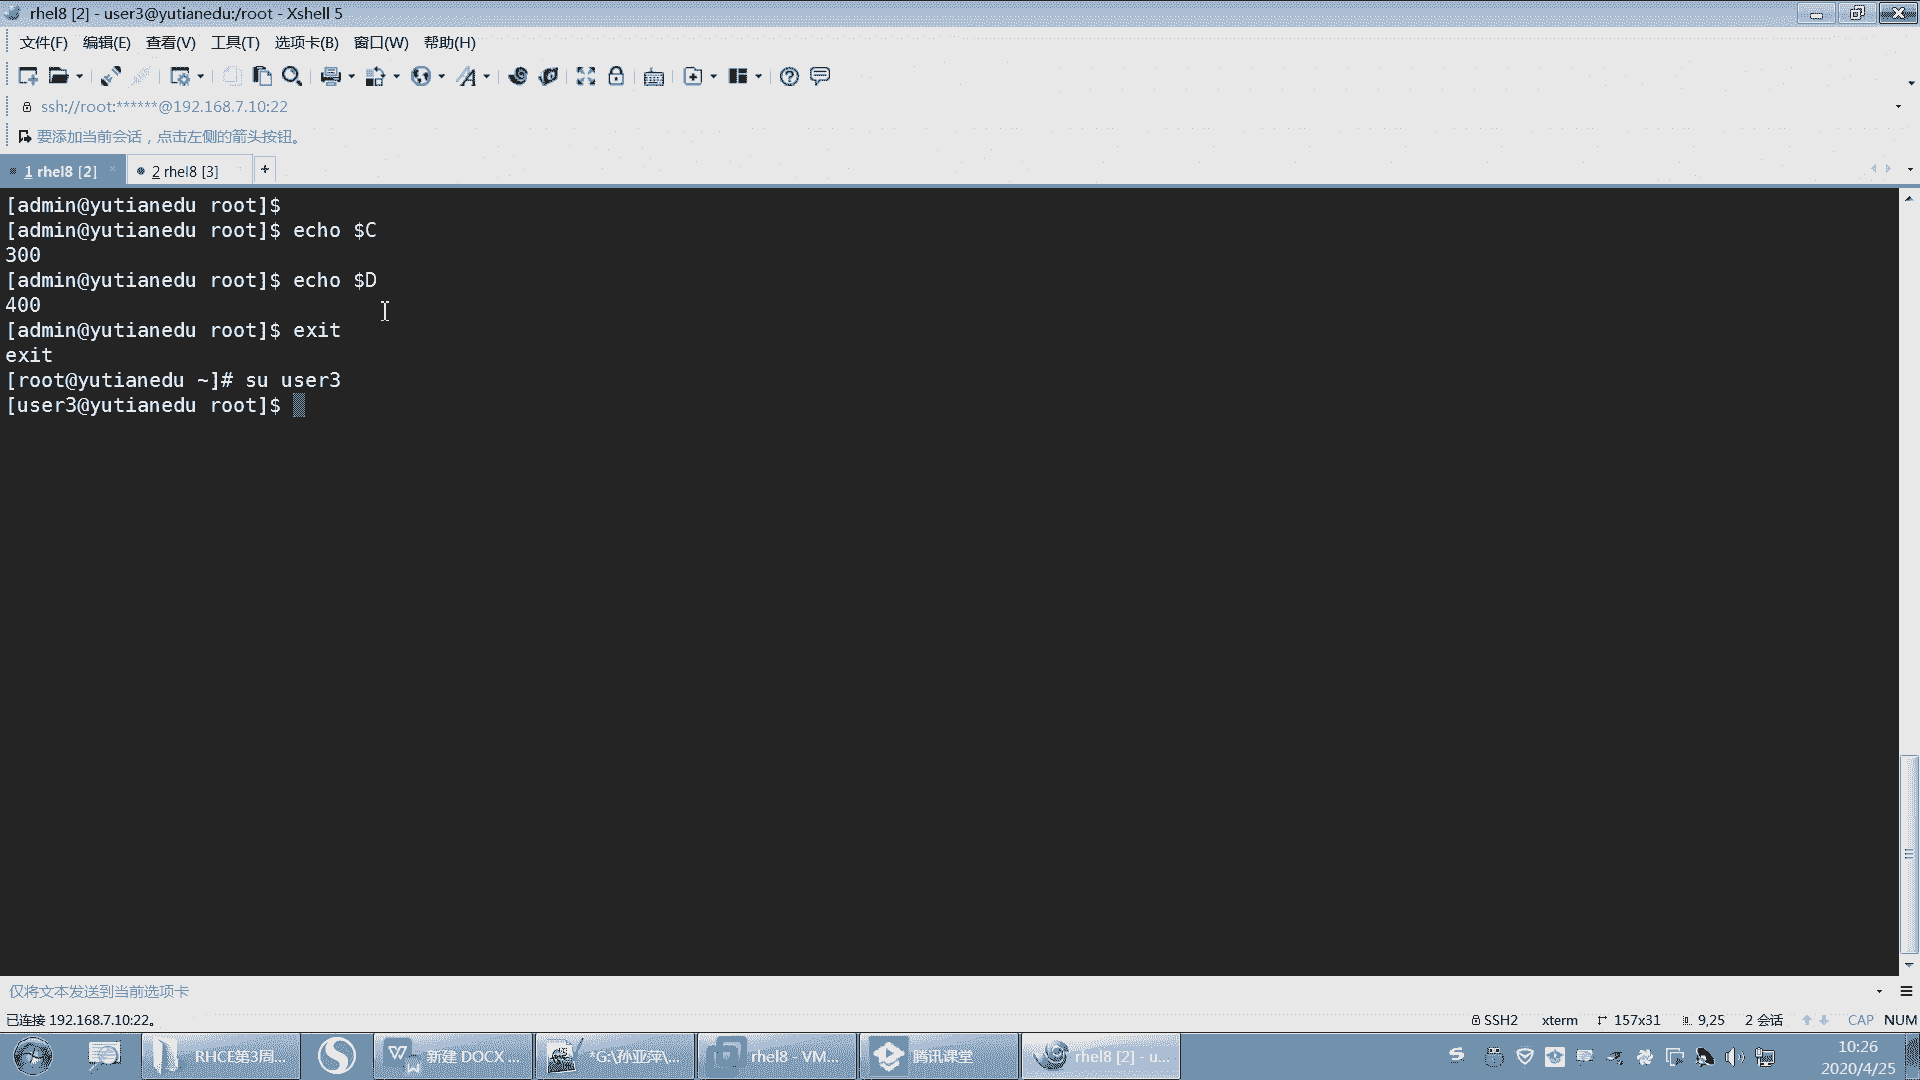 rhel8 [2] - user3@yutianedu:/root - Xshell 5
文件(F) 编辑(E) 查看(V) 工具(T) 选项卡(B) 窗口(W) 帮助(H)
ssh://root:******@192.168.7.10:22
要添加当前会话，点击左侧的箭头按钮。
1 rhel8 [2] 2 rhel8 [3] +
[admin@yutianedu root]$
[admin@yutianedu root]$ echo $C
300
[admin@yutianedu root]$ echo $D
400
[admin@yutianedu root]$ exit
exit
[root@yutianedu ~]# su user3
[user3@yutianedu root]$
仅将文本发送到当前选项卡
已连接 192.168.7.10:22。 SSH2 xterm 157x31 9,25 2 会话 CAP NUM
RHCE第3周... 新建 DOCX ... *G:\孙亚萍\... rhel8 - VM... 腾讯课堂 rhel8 [2] - u... 10:26
2020/4/25